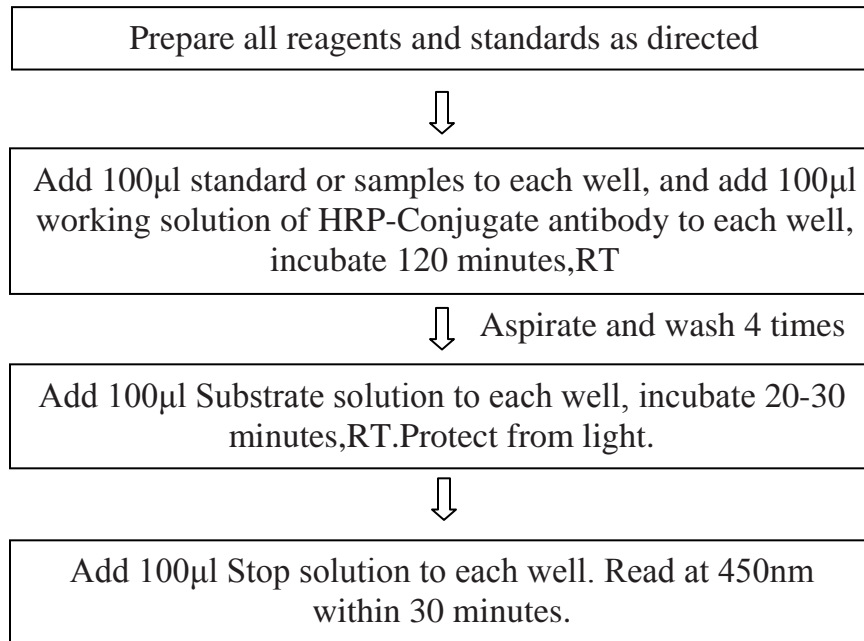 Prepare all reagents and standards as directed
Add 100μl standard or samples to each well, and add 100μl
working solution of HRP-Conjugate antibody to each well,
incubate 120 minutes,RT
Aspirate and wash 4 times
Add 100μl Substrate solution to each well, incubate 20-30
minutes,RT.Protect from light.
Add 100μl Stop solution to each well. Read at 450nm
within 30 minutes.